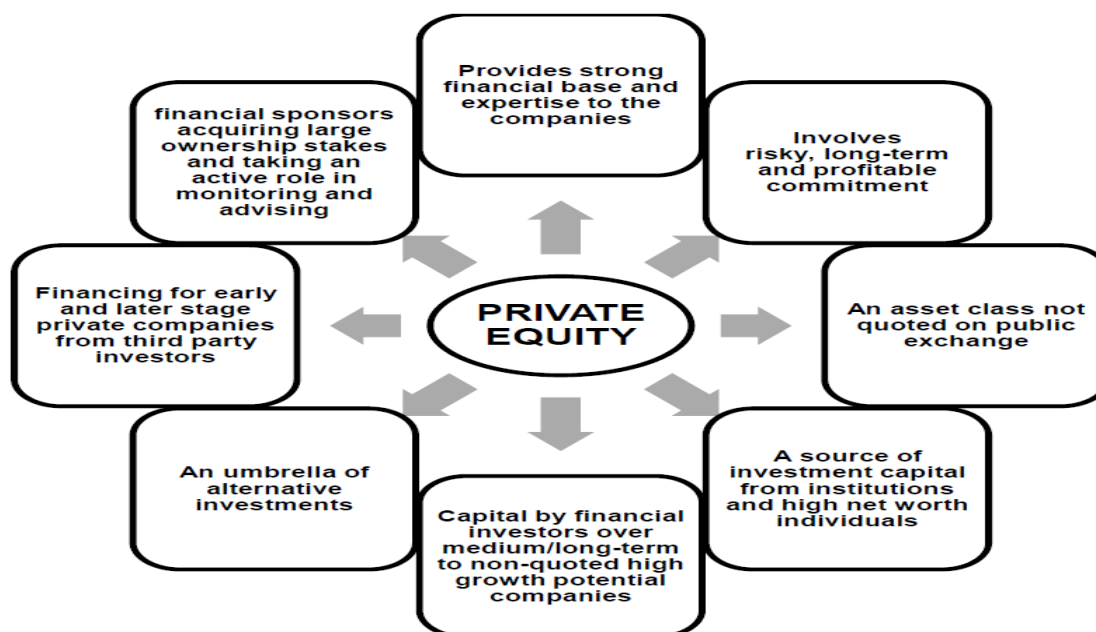 Provides strong
financial base and
expertise to the
companies
Involves
risky, long-term
and profitable
commitment
An asset class not
quoted on public
exchange
A source of
investment capital
from institutions
and high net worth
individuals
Capital by financial
investors over
medium/long-term
to non-quoted high
growth potential
companies
An umbrella of
alternative
investments
Financing for early
and later stage
private companies
from third party
investors
financial sponsors
acquiring large
ownership stakes
and taking an
active role in
monitoring and
advising
PRIVATE
EQUITY